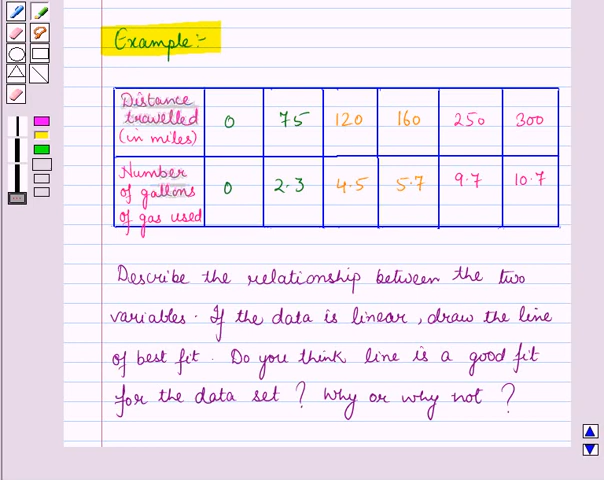 Example:-
Distance travelled (in miles) 0 75 120 160 250 300
Number of gallons of gas used 0 2.3 4.5 5.7 9.7 10.7
Describe the relationship between the two
variables. If the data is linear, draw the line
of best fit. Do you think line is a good fit
for the data set? Why or why not?